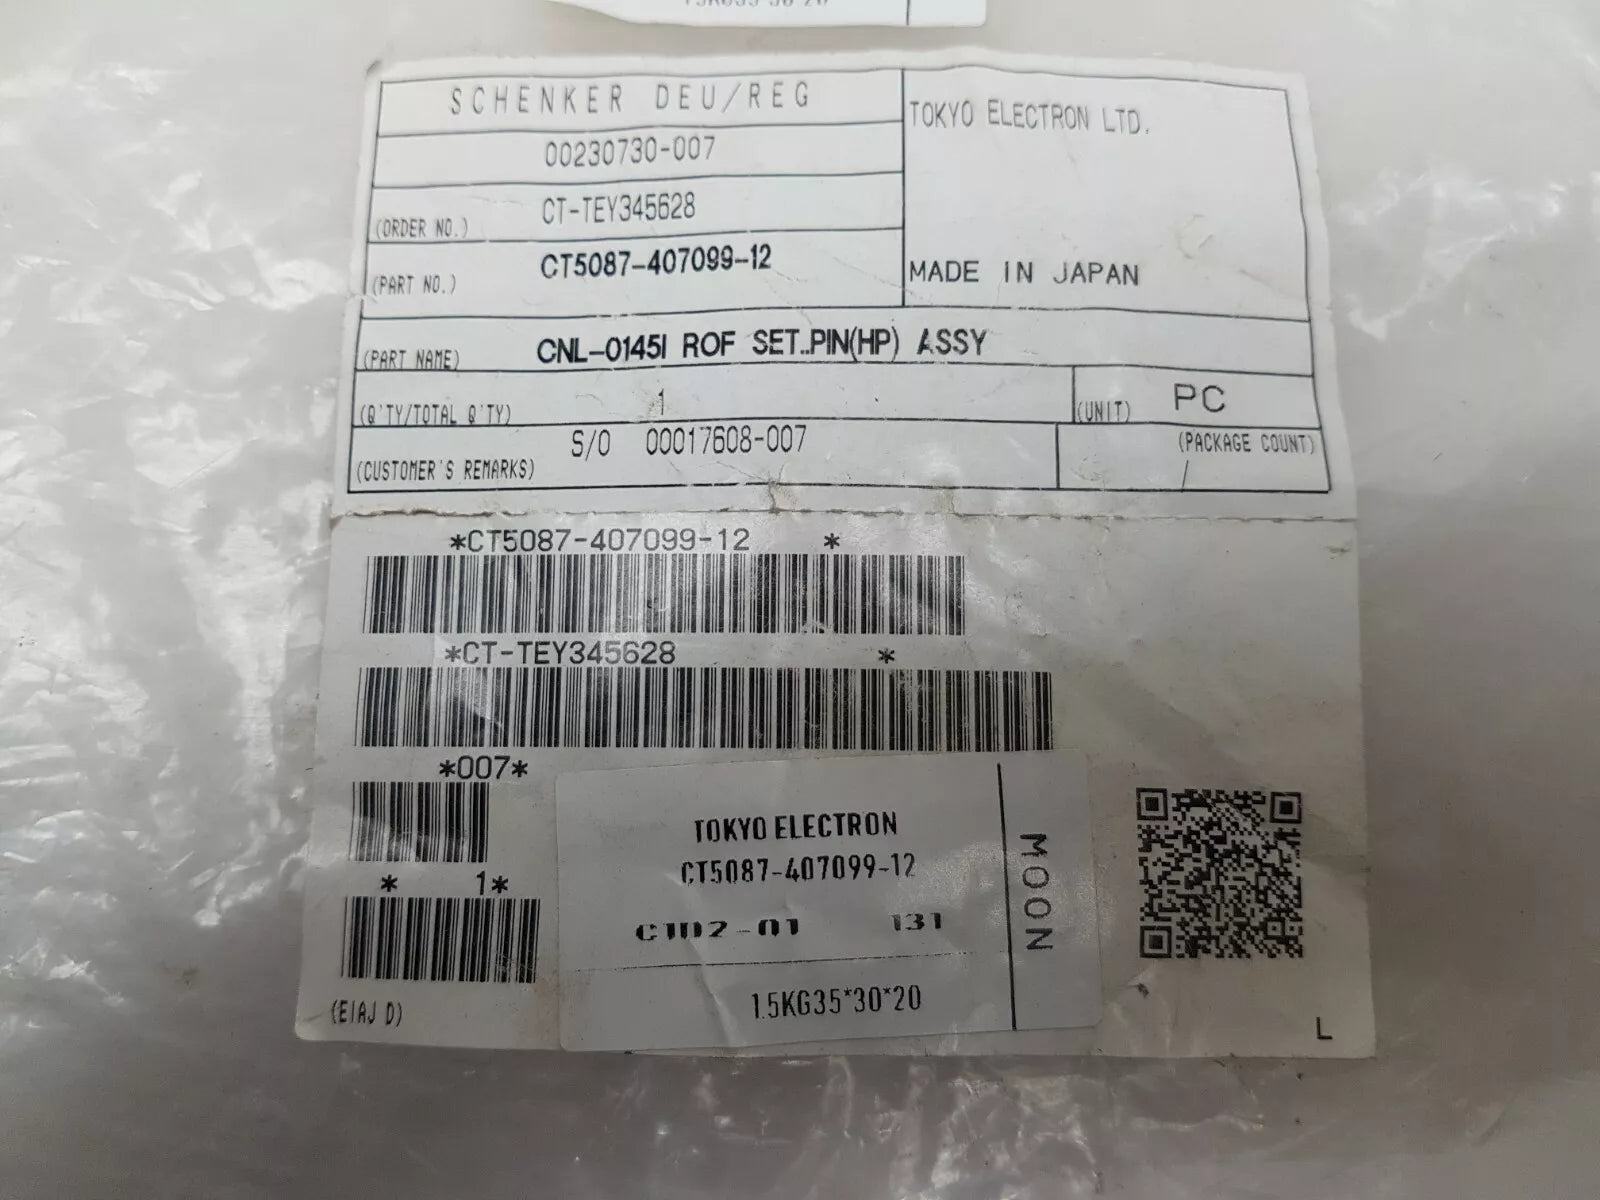 SCHENKER DEU/REG
TOKYO ELECTRON LTD.
00230730-007
(ORDER NO.) CT-TEY345628
(PART NO.) CT5087-407099-12
MADE IN JAPAN
(PART NAME) CNL-0145I ROF SET..PIN(HP) ASSY
(Q'TY/TOTAL Q'TY) 1
(UNIT) PC
(CUSTOMER'S REMARKS) S/O 00017608-007
(PACKAGE COUNT)
/
*CT5087-407099-12 *
*CT-TEY345628 *
*007*
* 1*
(EIAJ D)
TOKYO ELECTRON
CT5087-407099-12
C1D2-01 131
1.5KG35*30*20
MOON
L